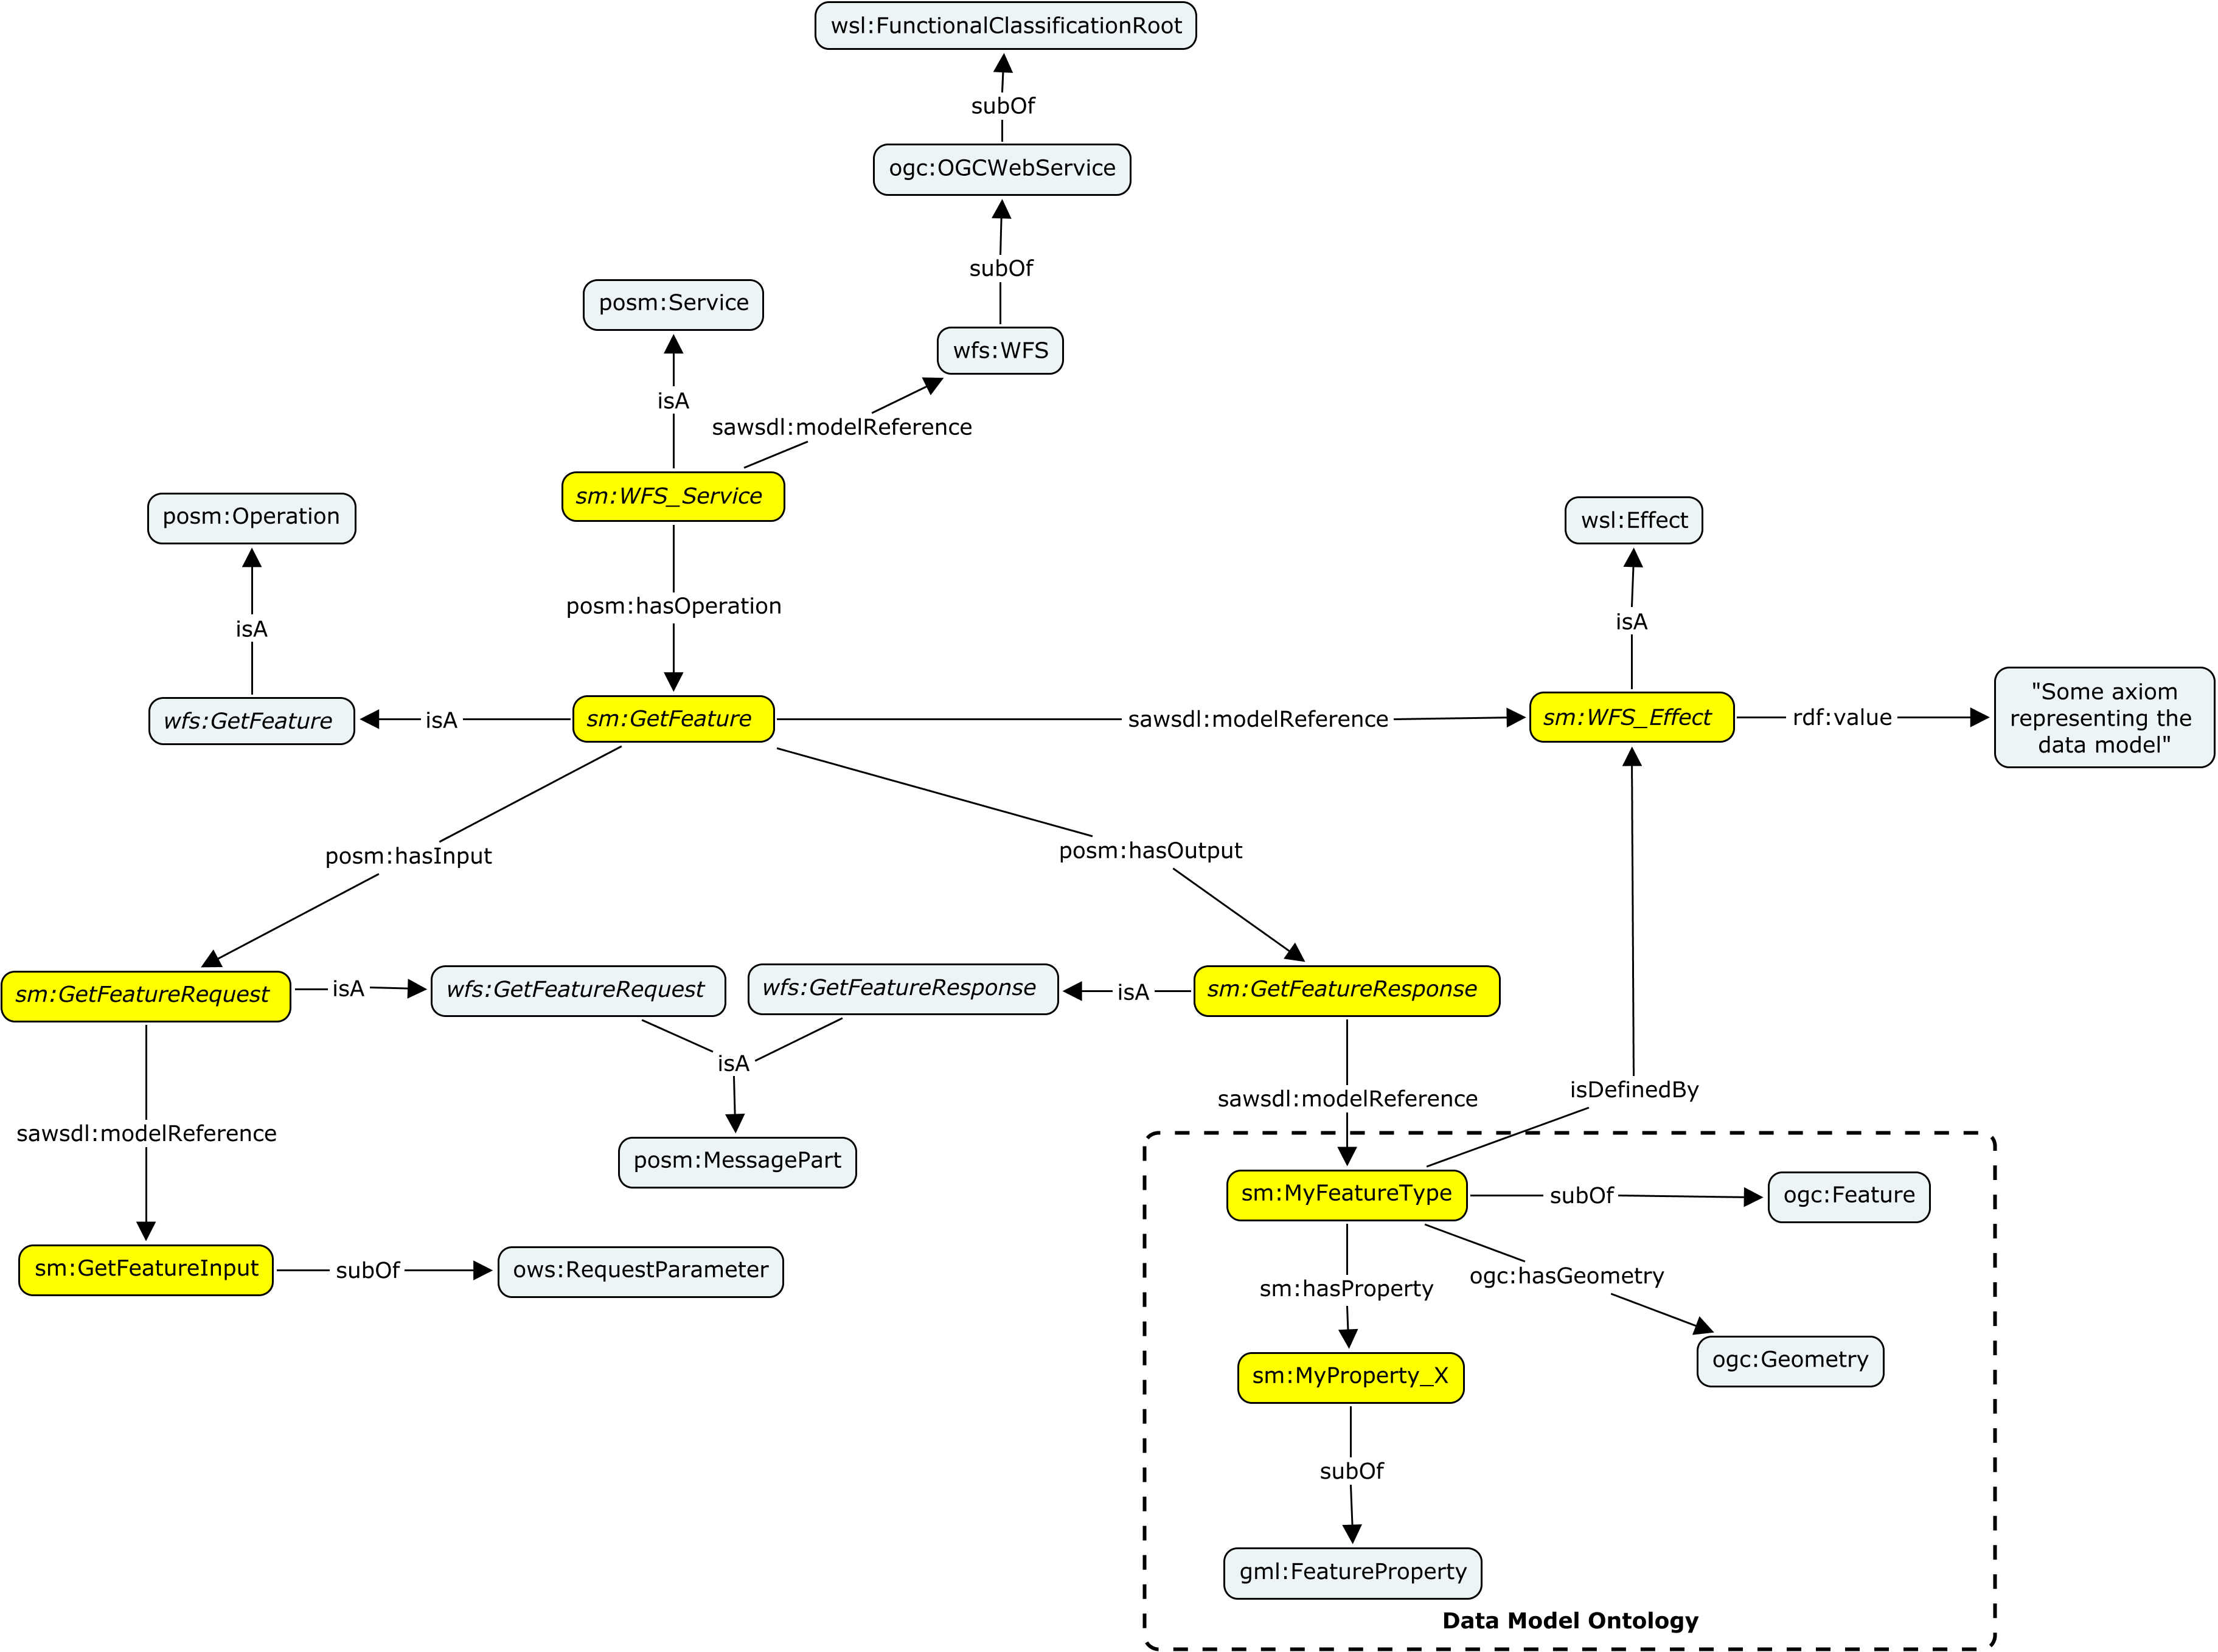 wsl:FunctionalClassificationRoot
subOf
ogc:OGCWebService
subOf
posm:Service
wfs:WFS
isA
sawsdl:modelReference
sm:WFS_Service
posm:Operation
wsl:Effect
posm:hasOperation
isA
isA
wfs:GetFeature
isA
sm:GetFeature
sawsdl:modelReference
sm:WFS_Effect
rdf:value
"Some axiom
representing the
data model"
posm:hasInput
posm:hasOutput
sm:GetFeatureRequest
isA
wfs:GetFeatureRequest
wfs:GetFeatureResponse
isA
sm:GetFeatureResponse
isA
sawsdl:modelReference
isDefinedBy
sawsdl:modelReference
posm:MessagePart
sm:MyFeatureType
subOf
ogc:Feature
sm:GetFeatureInput
subOf
ows:RequestParameter
sm:hasProperty
ogc:hasGeometry
sm:MyProperty_X
ogc:Geometry
subOf
gml:FeatureProperty
Data Model Ontology